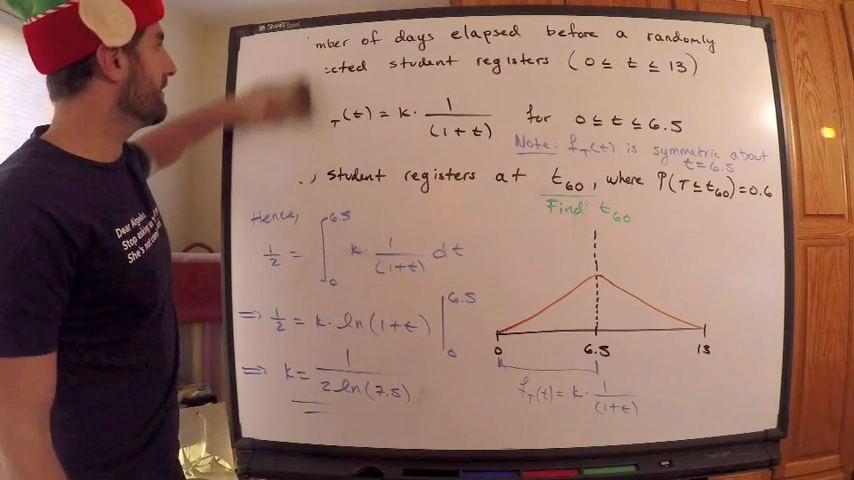 SMART
mber of days elapsed before a randomly
cted student registers (0 ≤ t ≤ 13)
T(t) = k · 1/(1+t) for 0 ≤ t ≤ 6.5
Note: f_T(t) is symmetric about t=6.5
., student registers at t_60, where P(T ≤ t_60) = 0.6
Find: t_60
Hence,
1/2 = ∫_0^6.5 k · 1/(1+t) dt
⇒ 1/2 = k · ln(1+t) |_0^6.5
⇒ k = 1/(2 ln(7.5))
0 6.5 13
f_T(t) = k · 1/(1+t)
Dear Algebra,
Stop asking us
She's not com